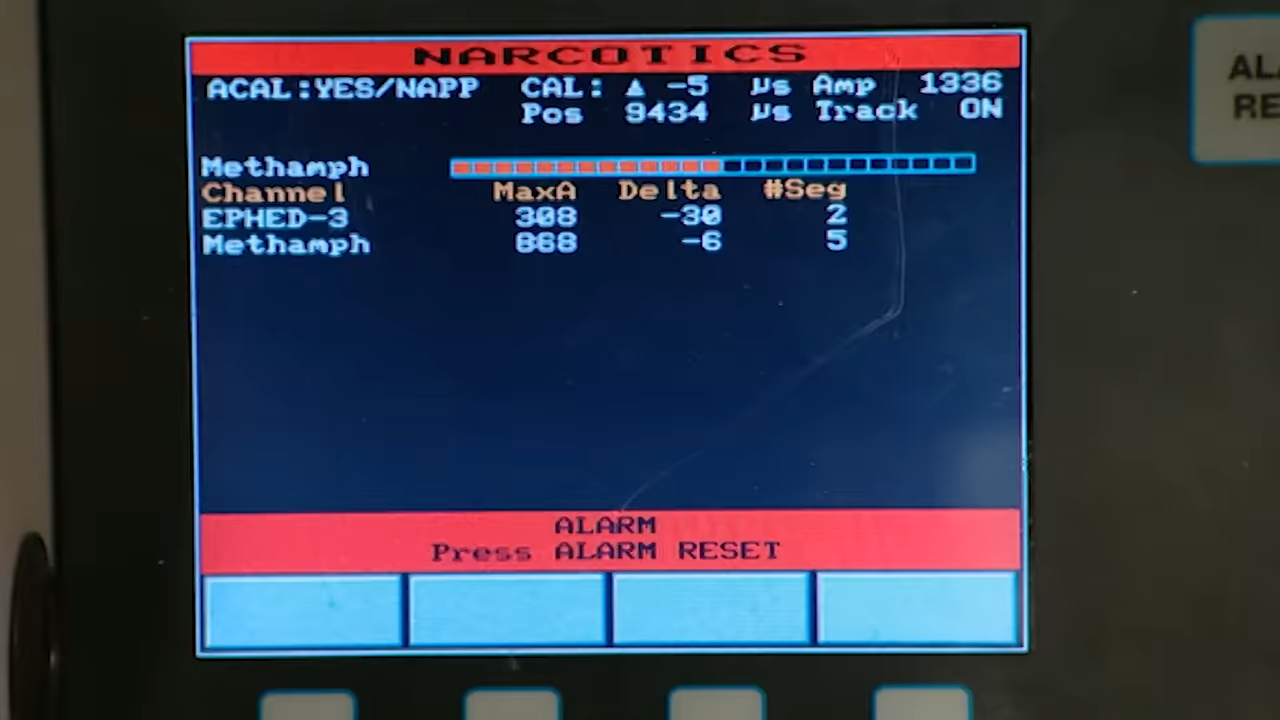 NARCOTICS
ACAL:YES/NAPP CAL: ▲ -5 µs Amp 1336
Pos 9434 µs Track ON
Methamph
Channel MaxA Delta #Seg
EPHED-3 308 -30 2
Methamph 868 -6 5
ALARM
Press ALARM RESET